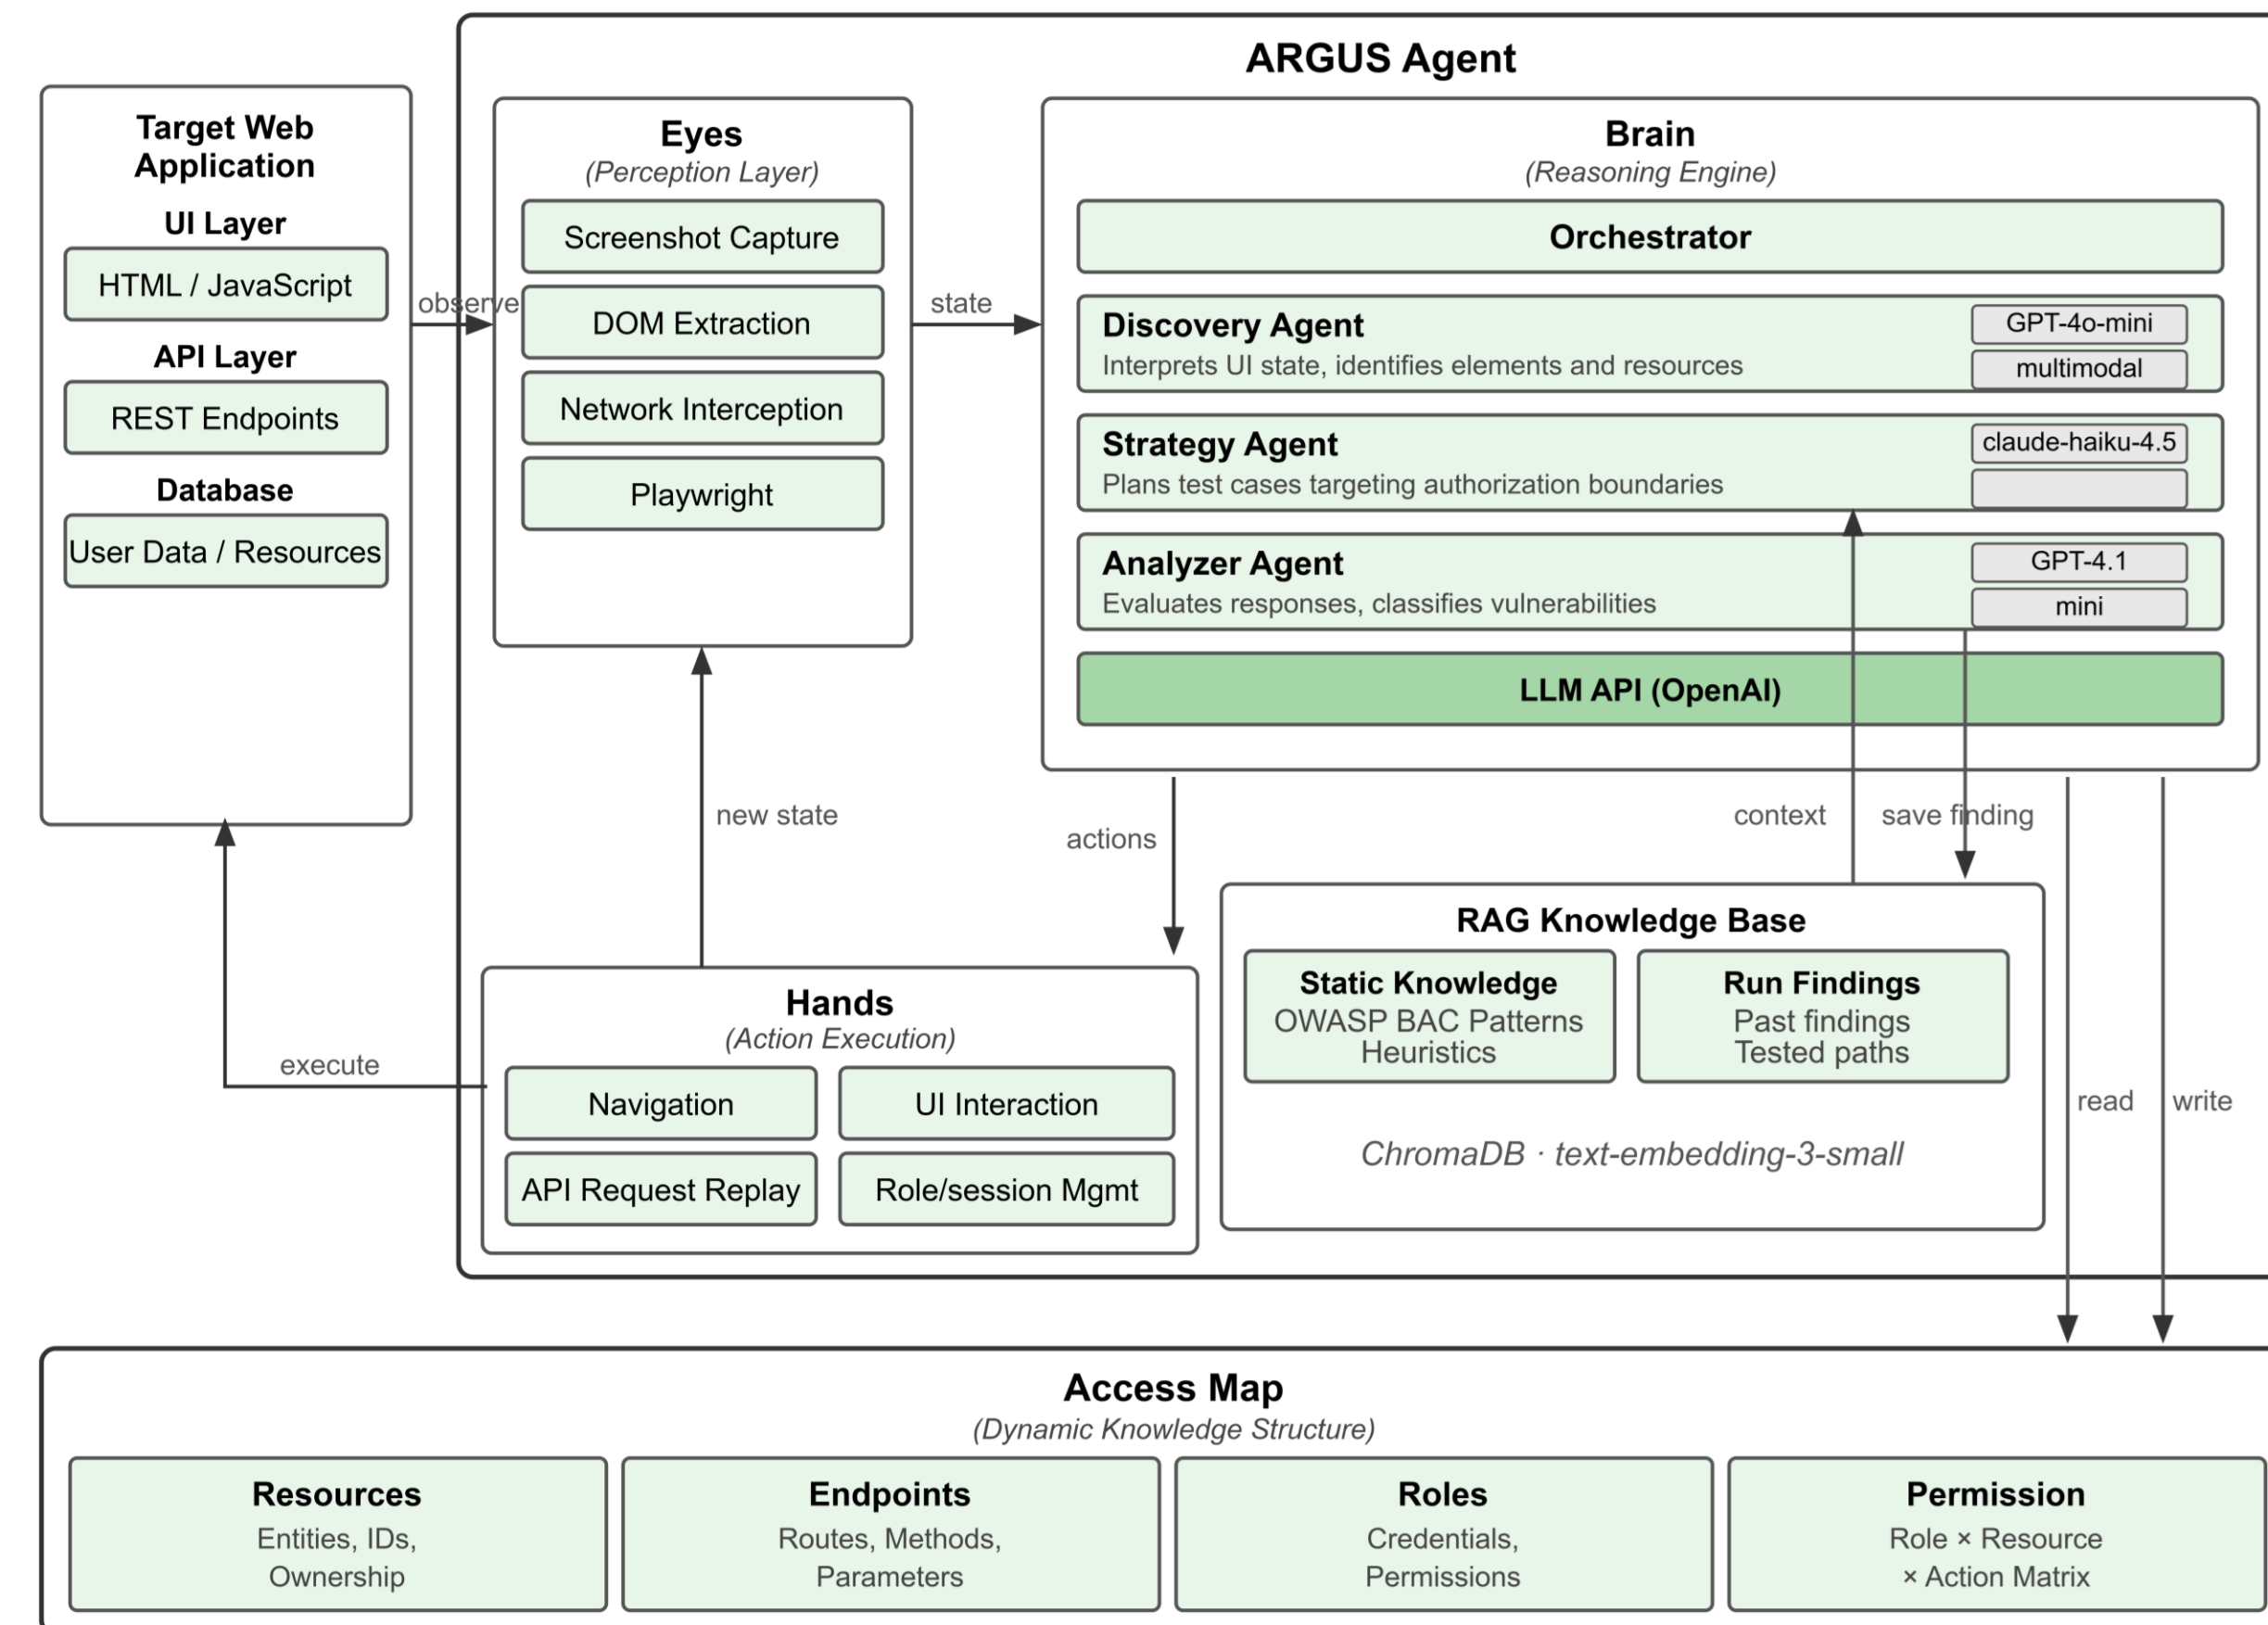 ARGUS Agent
Target Web
Application
UI Layer
HTML / JavaScript
API Layer
REST Endpoints
Database
User Data / Resources
observe
Eyes
(Perception Layer)
Screenshot Capture
DOM Extraction
Network Interception
Playwright
state
Brain
(Reasoning Engine)
Orchestrator
Discovery Agent
Interprets UI state, identifies elements and resources
GPT-4o-mini
multimodal
Strategy Agent
Plans test cases targeting authorization boundaries
claude-haiku-4.5
Analyzer Agent
Evaluates responses, classifies vulnerabilities
GPT-4.1
mini
LLM API (OpenAI)
new state
actions
context
save finding
execute
Hands
(Action Execution)
Navigation
UI Interaction
API Request Replay
Role/session Mgmt
RAG Knowledge Base
Static Knowledge
OWASP BAC Patterns
Heuristics
Run Findings
Past findings
Tested paths
ChromaDB · text-embedding-3-small
read
write
Access Map
(Dynamic Knowledge Structure)
Resources
Entities, IDs,
Ownership
Endpoints
Routes, Methods,
Parameters
Roles
Credentials,
Permissions
Permission
Role × Resource
× Action Matrix